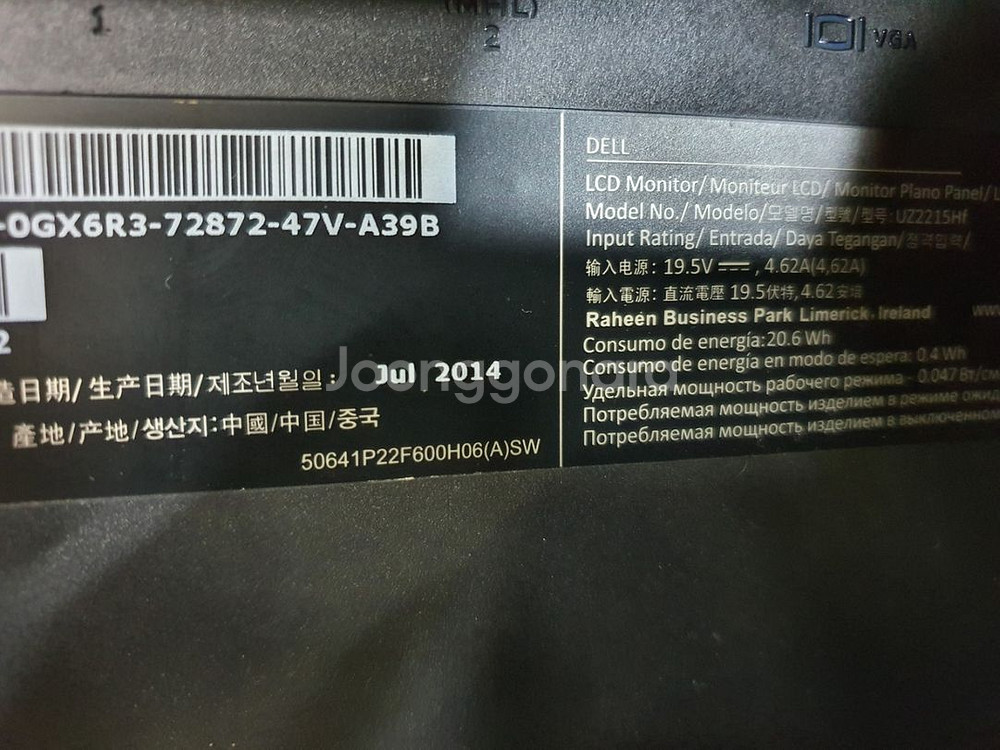 1
(MHL)
2
VGA
-0GX6R3-72872-47V-A39B
2
造日期/ 生产日期/제조년월일: Jul 2014
產地/产地/생산지:中國/中国/중국
50641P22F600H06(A)SW
DELL
LCD Monitor/ Moniteur LCD/ Monitor Plano Panel/
Model No./ Modelo/모델명/型號/型号: UZ2215Hf
Input Rating/ Entrada/ Daya Tegangan/정격입력/
输入电源: 19.5V ⎓, 4.62A(4,62A)
輸入電源: 直流電壓 19.5伏特, 4.62安培
Raheen Business Park Limerick. Ireland
Consumo de energía:20.6 Wh
Consumo de energía en modo de espera: 0.4 Wh
Удельная мощность рабочего режима - 0.047 Вт/см
Потребляемая мощность изделием в режиме
Потребляемая мощность изделием в выключенном
Joonggonara